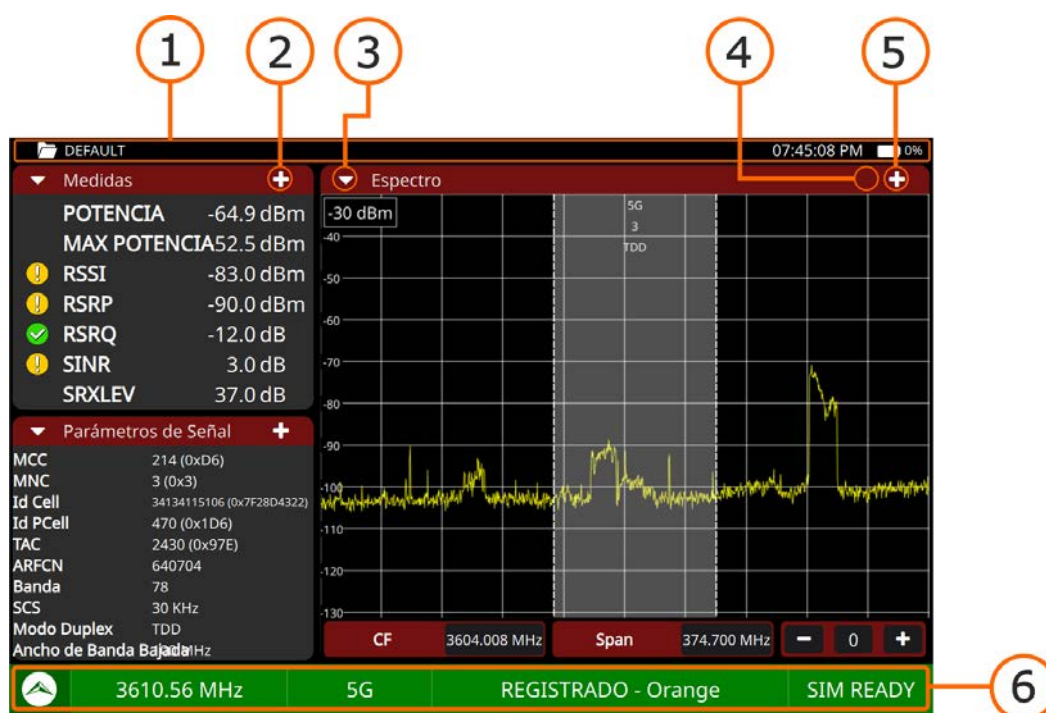 1 2 3 4 5
DEFAULT 07:45:08 PM 0%
Medidas
POTENCIA -64.9 dBm
MAX POTENCIA 52.5 dBm
RSSI -83.0 dBm
RSRP -90.0 dBm
RSRQ -12.0 dB
SINR 3.0 dB
SRXLEV 37.0 dB
Parámetros de Señal
MCC 214 (0xD6)
MNC 3 (0x3)
Id Cell 34134115106 (0x7F28D4322)
Id PCell 470 (0x1D6)
TAC 2430 (0x97E)
ARFCN 640704
Banda 78
SCS 30 KHz
Modo Duplex TDD
Ancho de Banda Bajada Hz
Espectro
-30 dBm
5G
3
TDD
-40
-50
-60
-70
-80
-90
-100
-110
-120
-130
CF 3604.008 MHz Span 374.700 MHz − 0 +
3610.56 MHz 5G REGISTRADO - Orange SIM READY
6